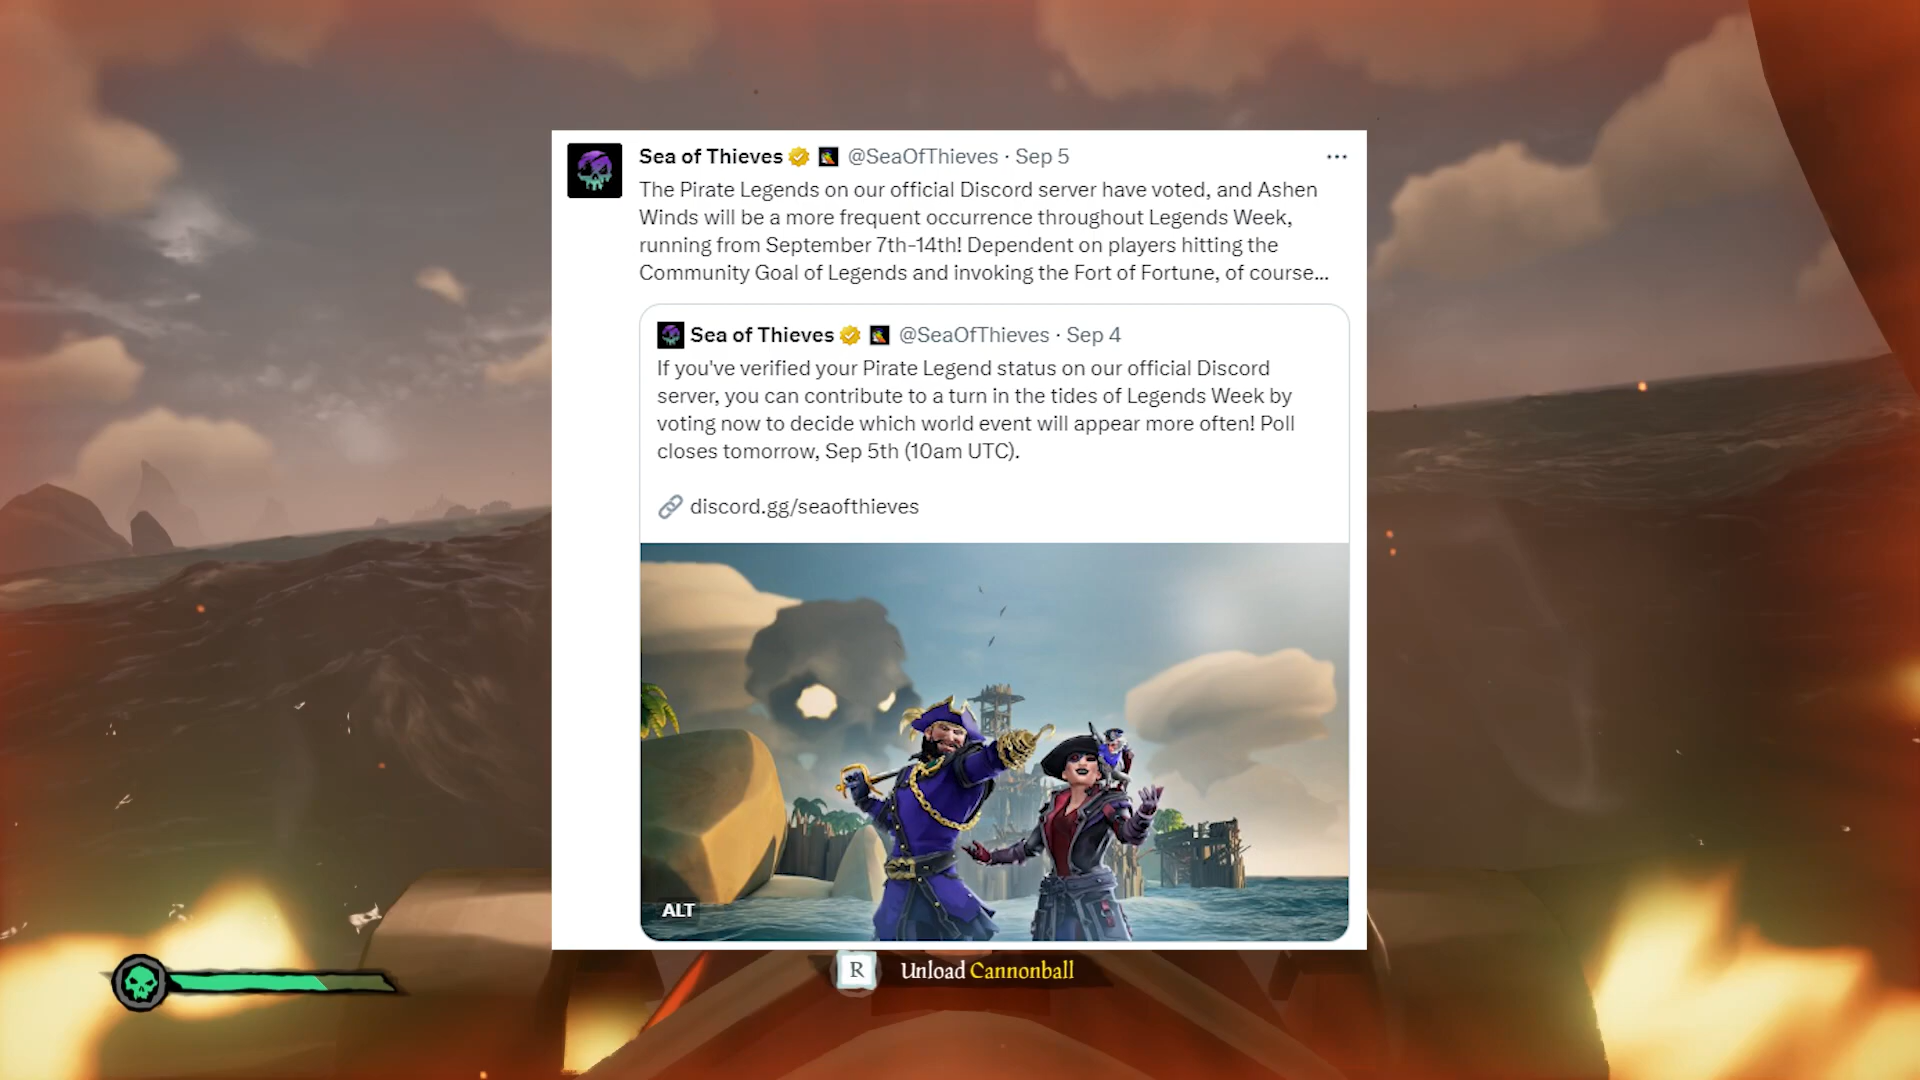 Sea of Thieves @SeaOfThieves · Sep 5
The Pirate Legends on our official Discord server have voted, and Ashen
Winds will be a more frequent occurrence throughout Legends Week,
running from September 7th-14th! Dependent on players hitting the
Community Goal of Legends and invoking the Fort of Fortune, of course...
Sea of Thieves @SeaOfThieves · Sep 4
If you've verified your Pirate Legend status on our official Discord
server, you can contribute to a turn in the tides of Legends Week by
voting now to decide which world event will appear more often! Poll
closes tomorrow, Sep 5th (10am UTC).
discord.gg/seaofthieves
ALT
R Unload Cannonball